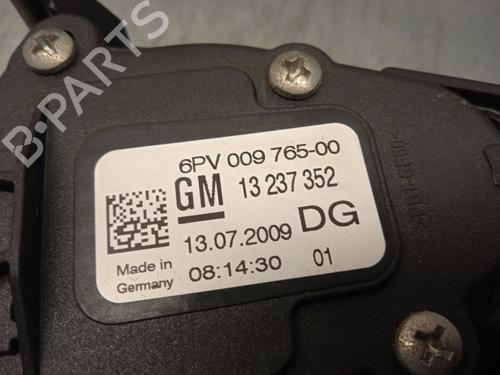 B-PARTS
6PV 009 765-00
GM 13 237 352
13.07.2009 DG
Made in
Germany
08:14:30 01